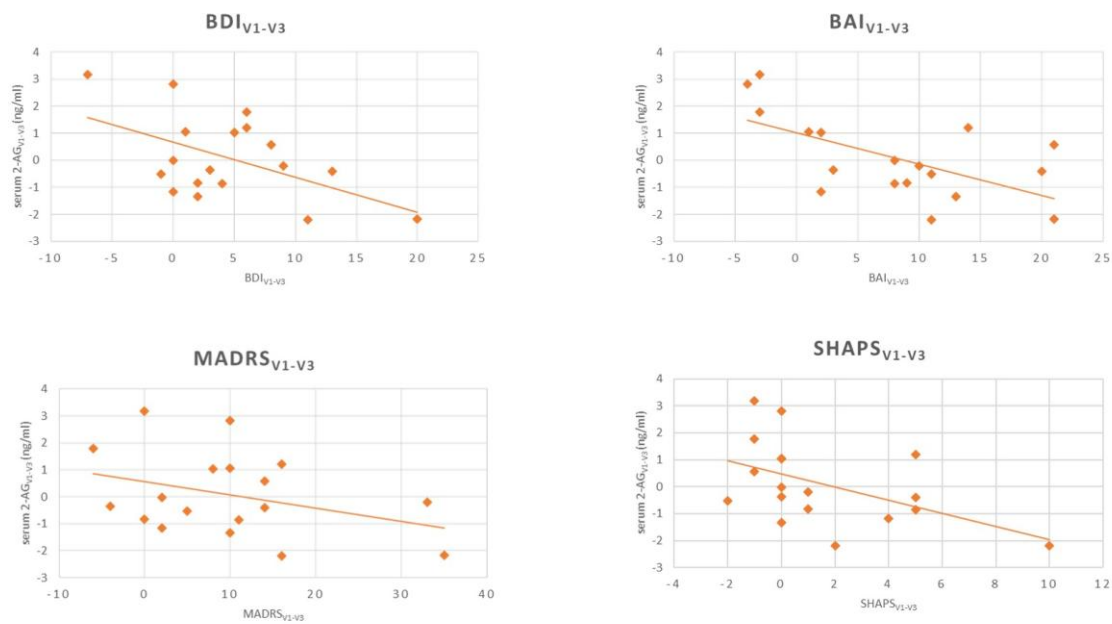 BDIV1-V3
4
3
2
1
0
-1
-2
-3
serum 2-AGV1-V3 (ng/ml)
-10 -5 0 5 10 15 20 25
BDIV1-V3
BAIV1-V3
4
3
2
1
0
-1
-2
-3
serum 2-AGV1-V3 (ng/ml)
-10 -5 0 5 10 15 20 25
BAIV1-V3
MADRSV1-V3
4
3
2
1
0
-1
-2
-3
serum 2-AGV1-V3 (ng/ml)
-10 0 10 20 30 40
MADRSV1-V3
SHAPSV1-V3
4
3
2
1
0
-1
-2
-3
serum 2-AGV1-V3 (ng/ml)
-4 -2 0 2 4 6 8 10 12
SHAPSV1-V3